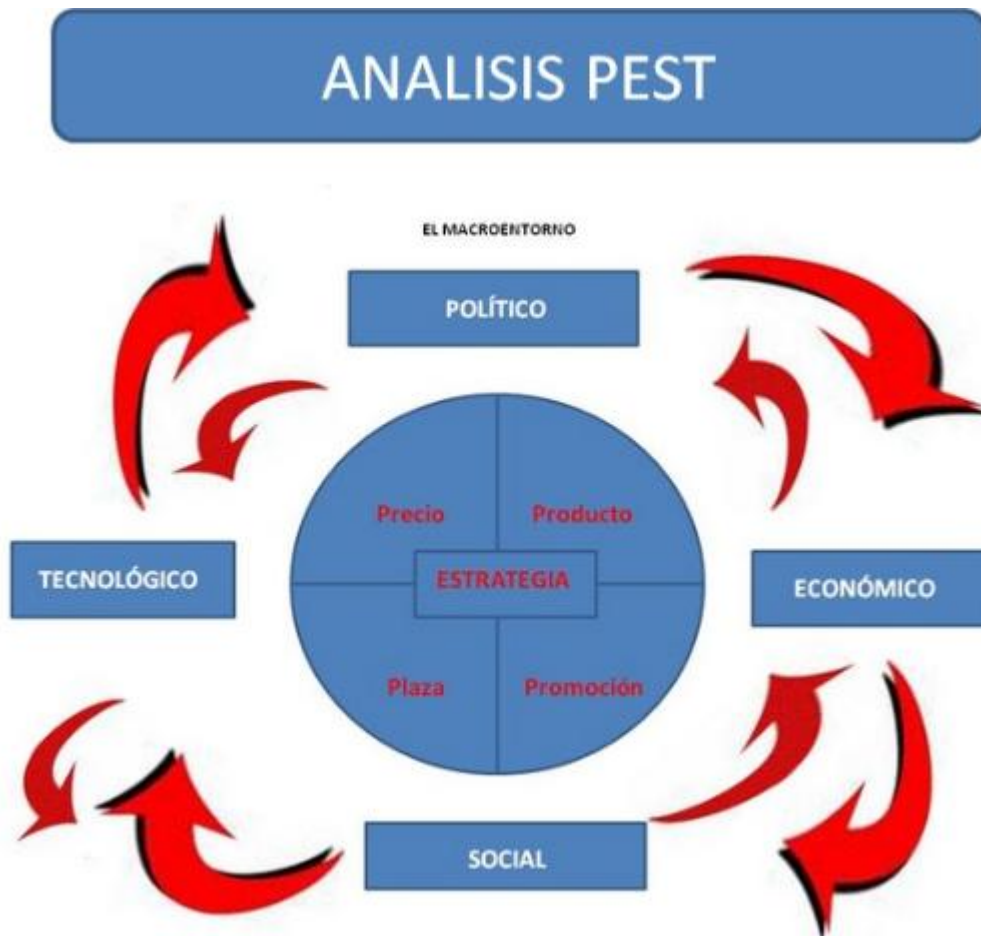 ANALISIS PEST
EL MACROENTORNO
POLÍTICO
Precio
Producto
TECNOLÓGICO
ESTRATEGIA
ECONÓMICO
Plaza
Promoción
SOCIAL